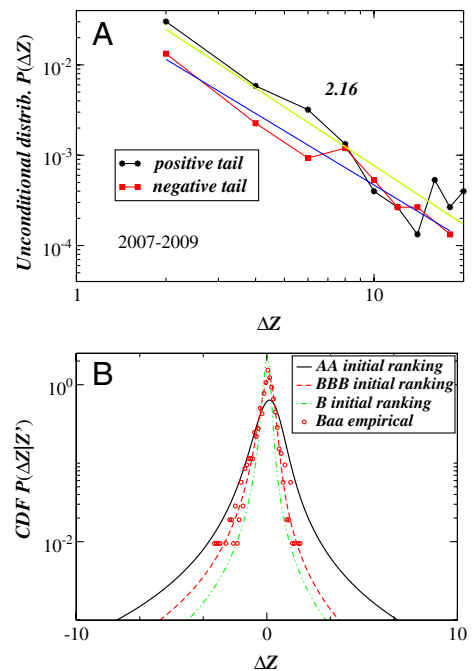 A
Unconditional distrib. P(ΔZ)
10^-1
10^-2
10^-3
10^-4
2.16
positive tail
negative tail
2007-2009
1
10
ΔZ
B
CDF P(ΔZ|Z')
10^0
10^-2
AA initial ranking
BBB initial ranking
B initial ranking
Baa empirical
-10
0
10
ΔZ